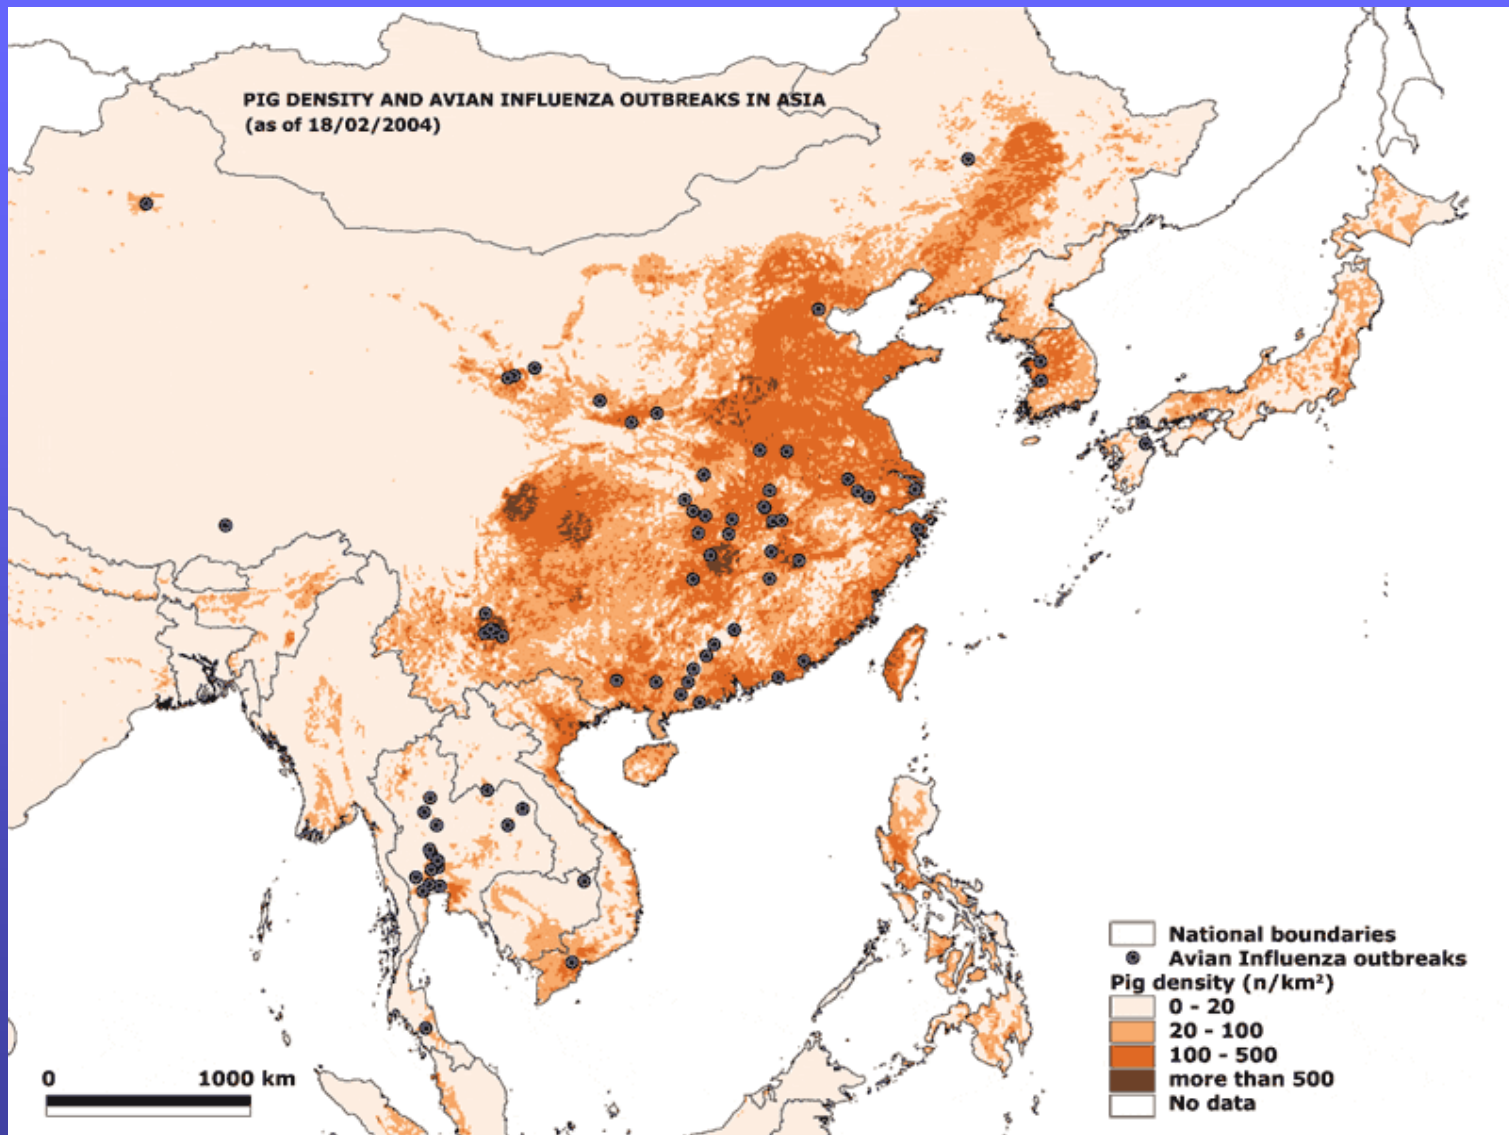 PIG DENSITY AND AVIAN INFLUENZA OUTBREAKS IN ASIA
(as of 18/02/2004)
National boundaries
Avian Influenza outbreaks
Pig density (n/km²)
0 - 20
20 - 100
100 - 500
more than 500
No data
0 1000 km